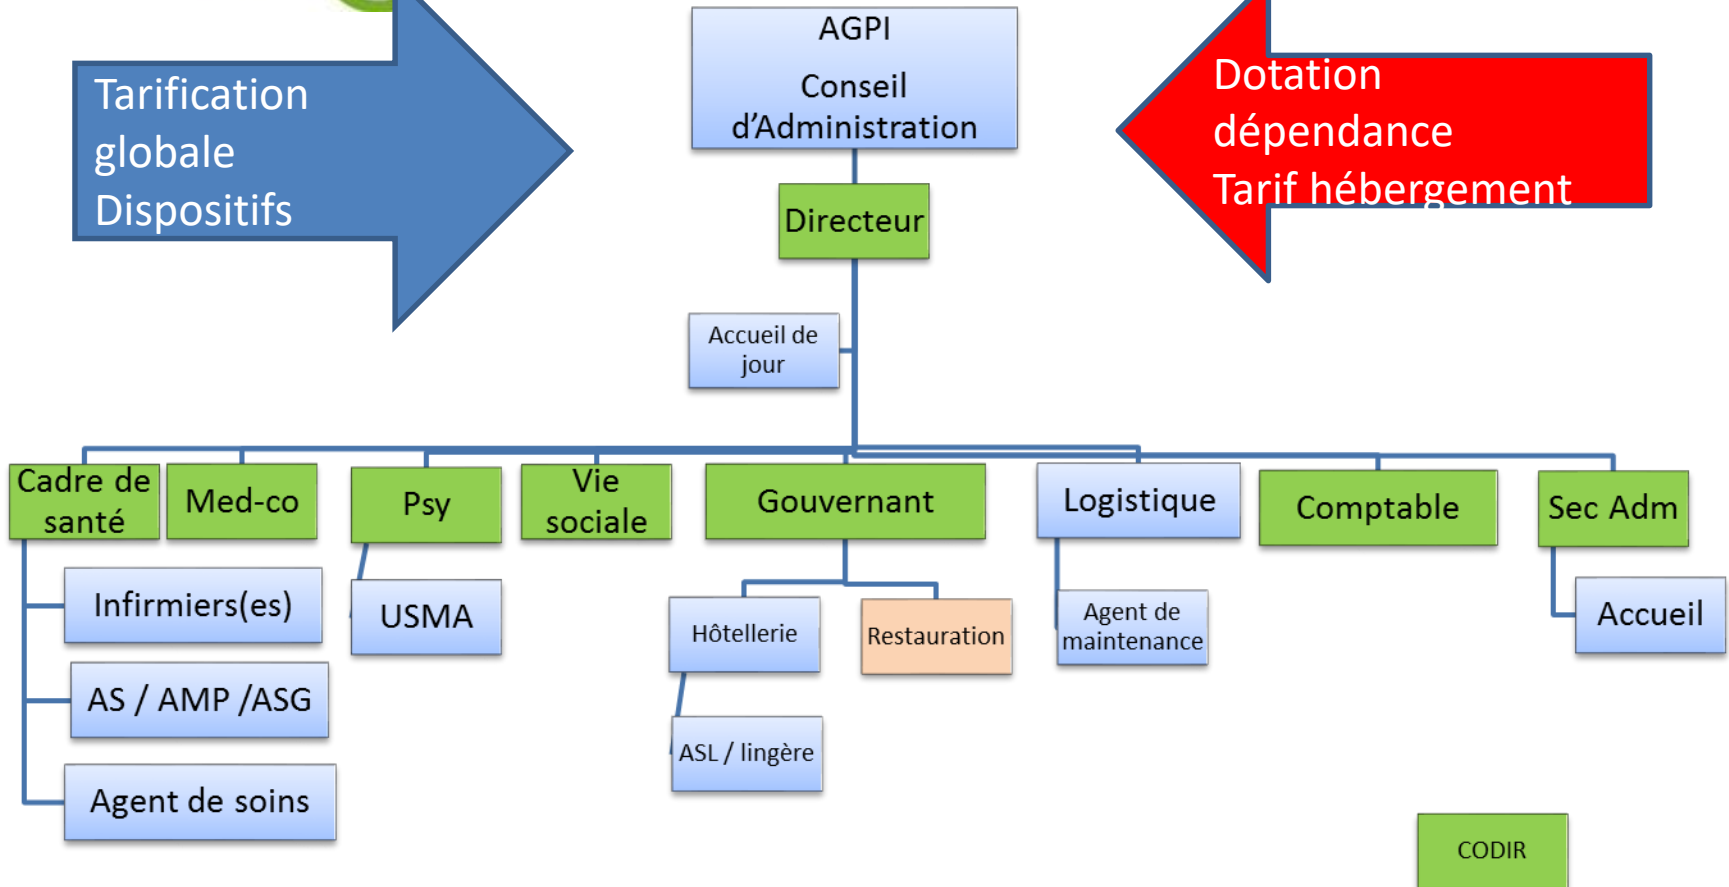 Tarification
globale
Dispositifs
AGPI
Conseil
d’Administration
Dotation
dépendance
Tarif hébergement
Directeur
Accueil de
jour
Cadre de
santé
Med-co
Psy
Vie
sociale
Gouvernant
Logistique
Comptable
Sec Adm
Infirmiers(es)
USMA
Hôtellerie
Restauration
Agent de
maintenance
Accueil
AS / AMP /ASG
ASL / lingère
Agent de soins
CODIR